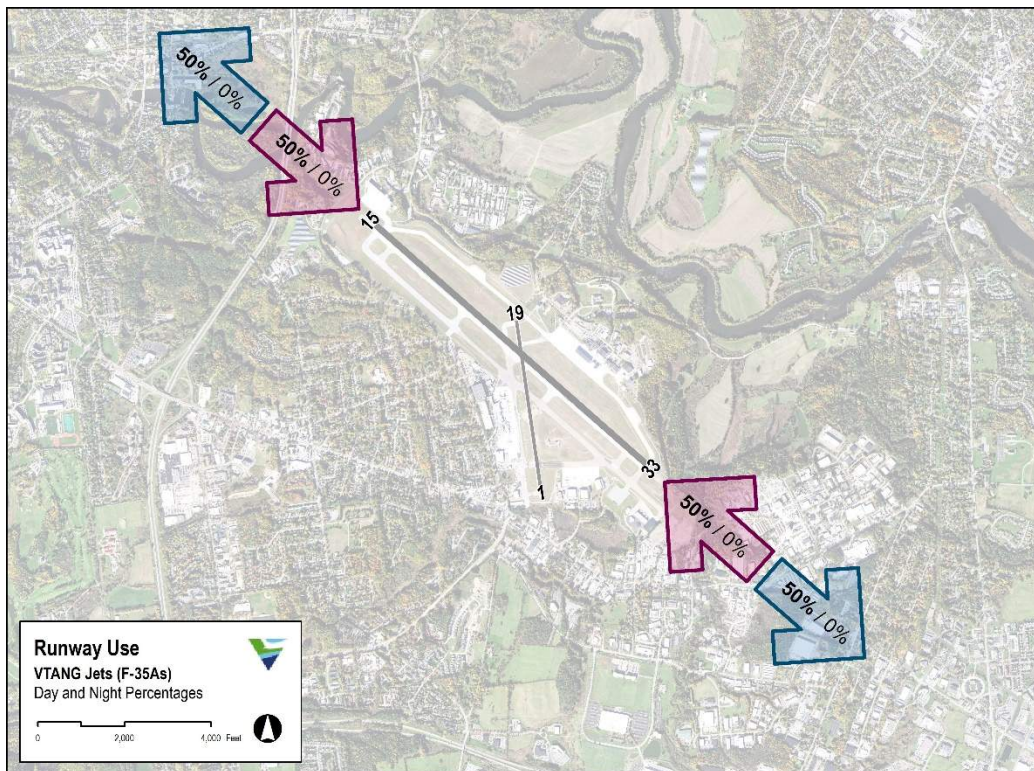 50% / 0%
50% / 0%
15
19
33
1
50% / 0%
50% / 0%
Runway Use
VTANG Jets (F-35As)
Day and Night Percentages
0 2,000 4,000 Feet